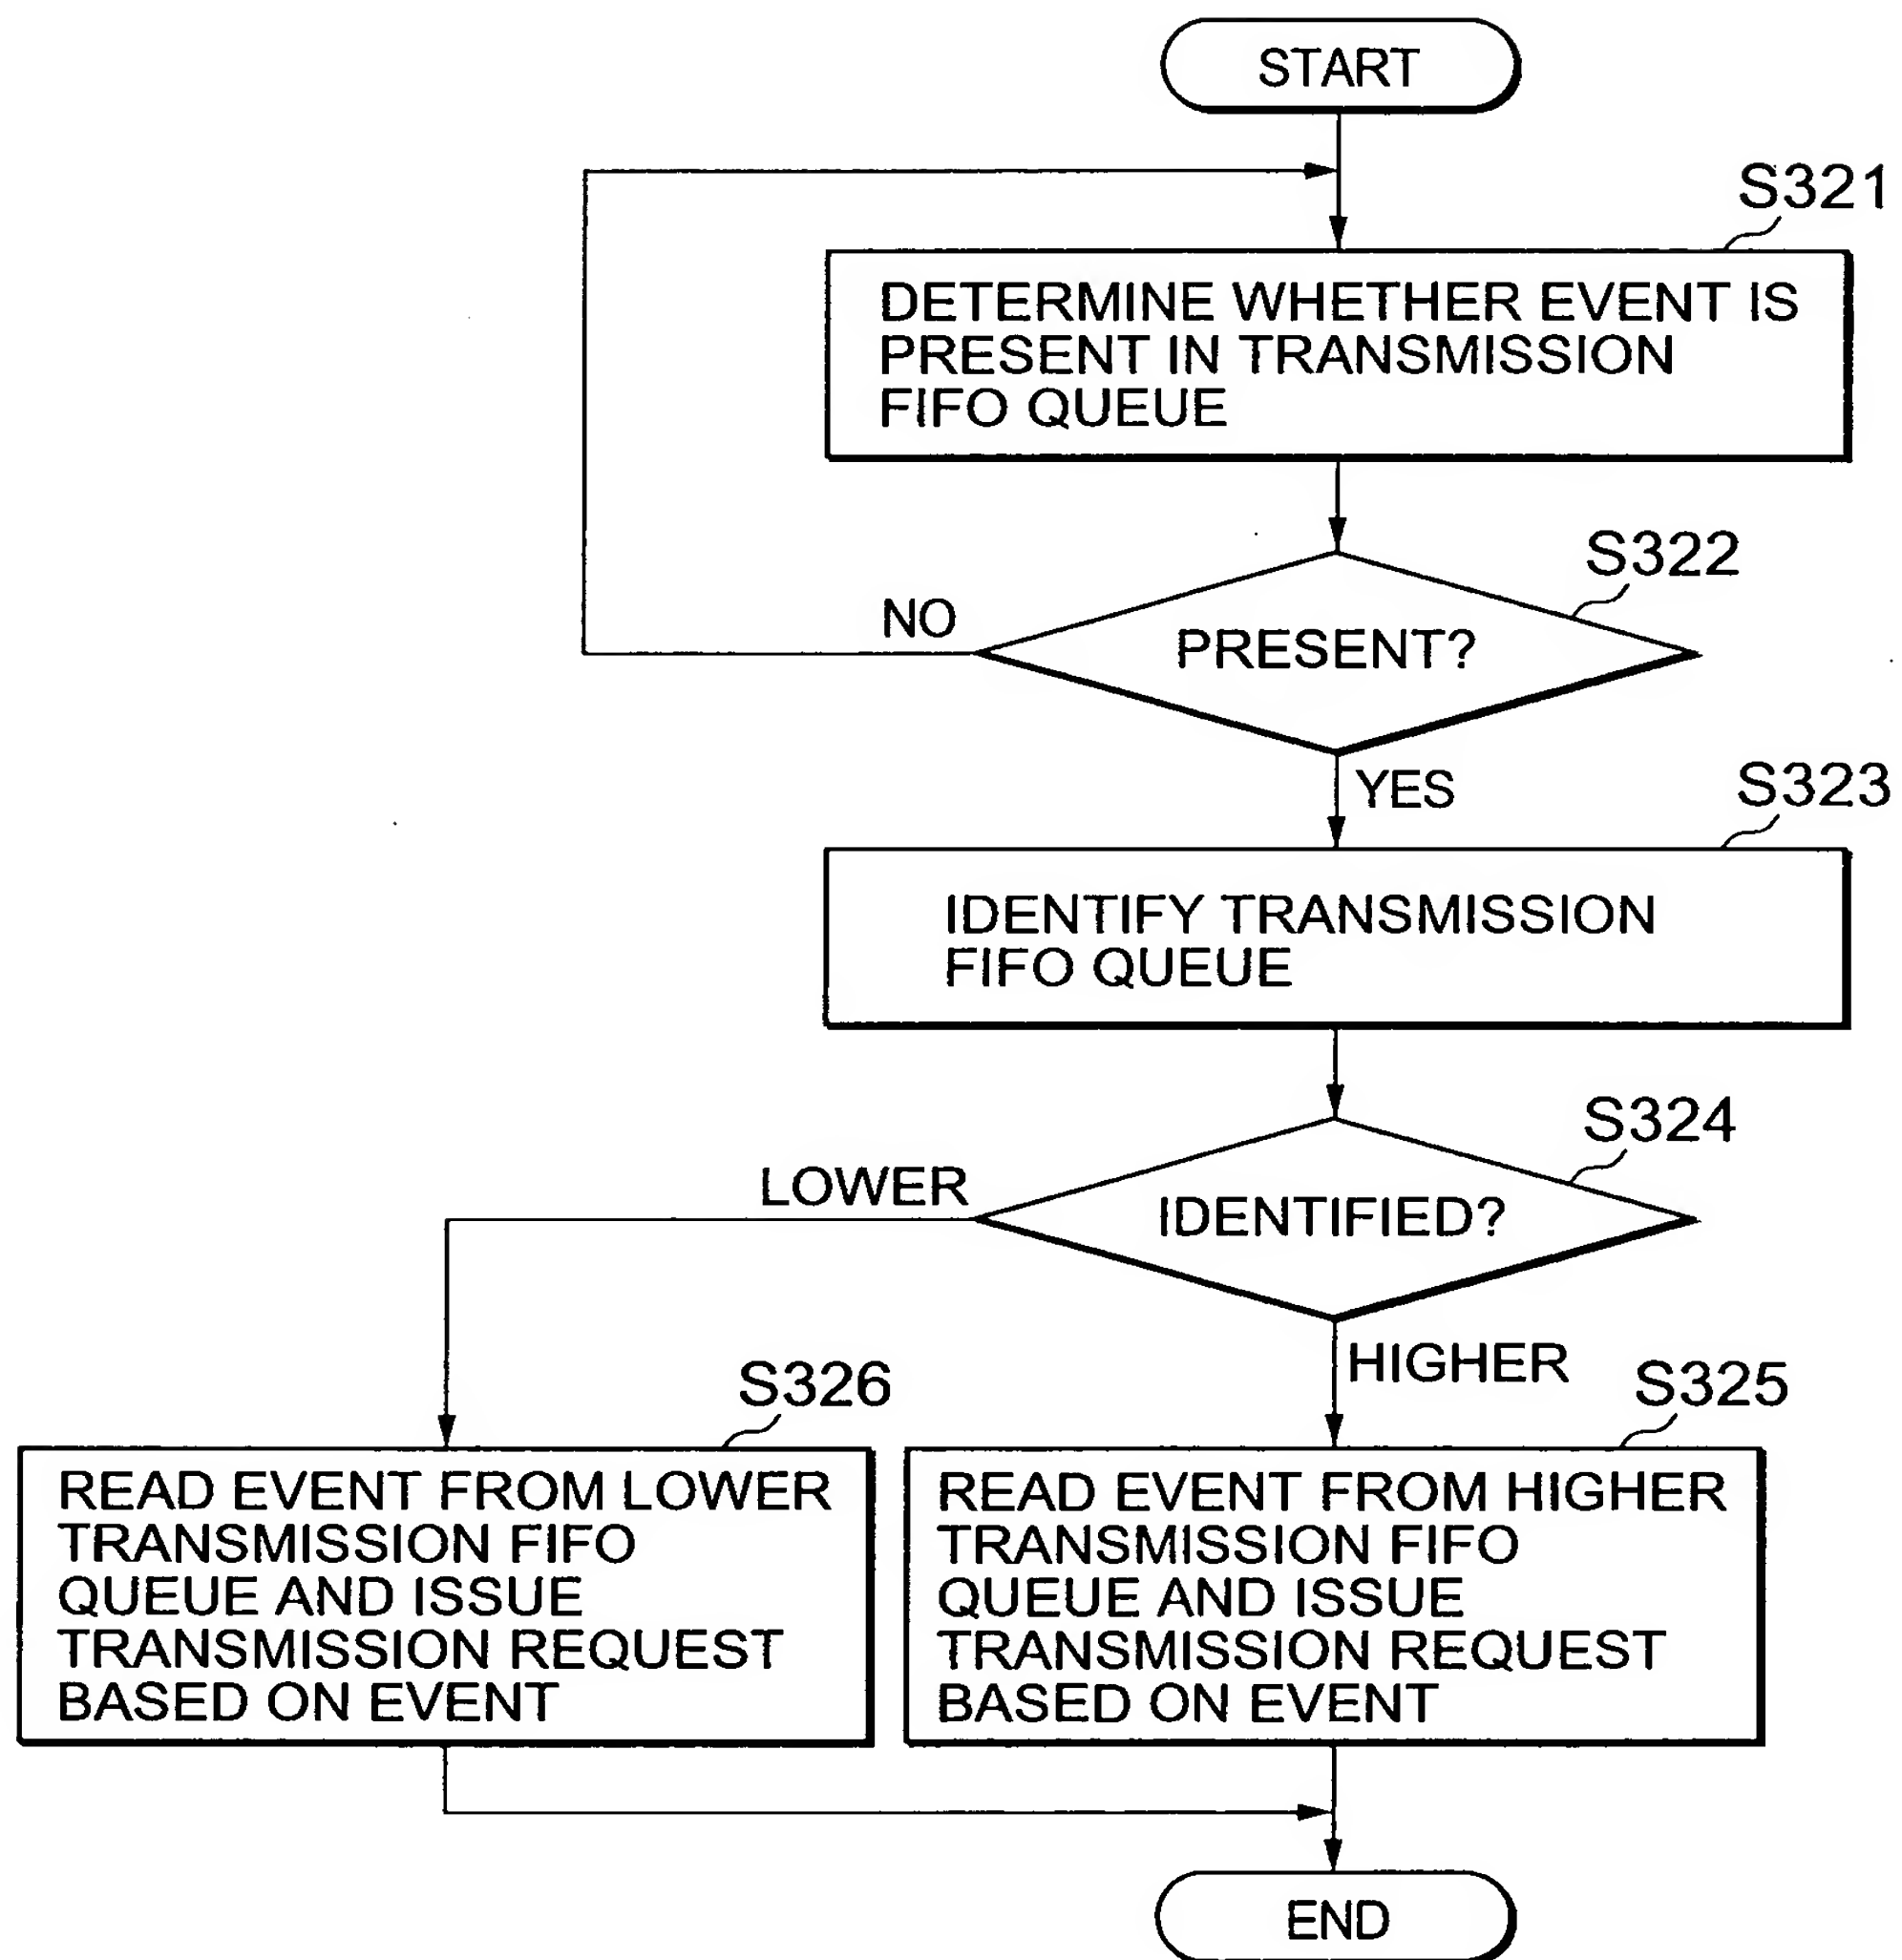 START
S321
DETERMINE WHETHER EVENT IS
PRESENT IN TRANSMISSION
FIFO QUEUE
S322
NO
PRESENT?
YES
S323
IDENTIFY TRANSMISSION
FIFO QUEUE
S324
LOWER
IDENTIFIED?
HIGHER
S326
S325
READ EVENT FROM LOWER
TRANSMISSION FIFO
QUEUE AND ISSUE
TRANSMISSION REQUEST
BASED ON EVENT
READ EVENT FROM HIGHER
TRANSMISSION FIFO
QUEUE AND ISSUE
TRANSMISSION REQUEST
BASED ON EVENT
END